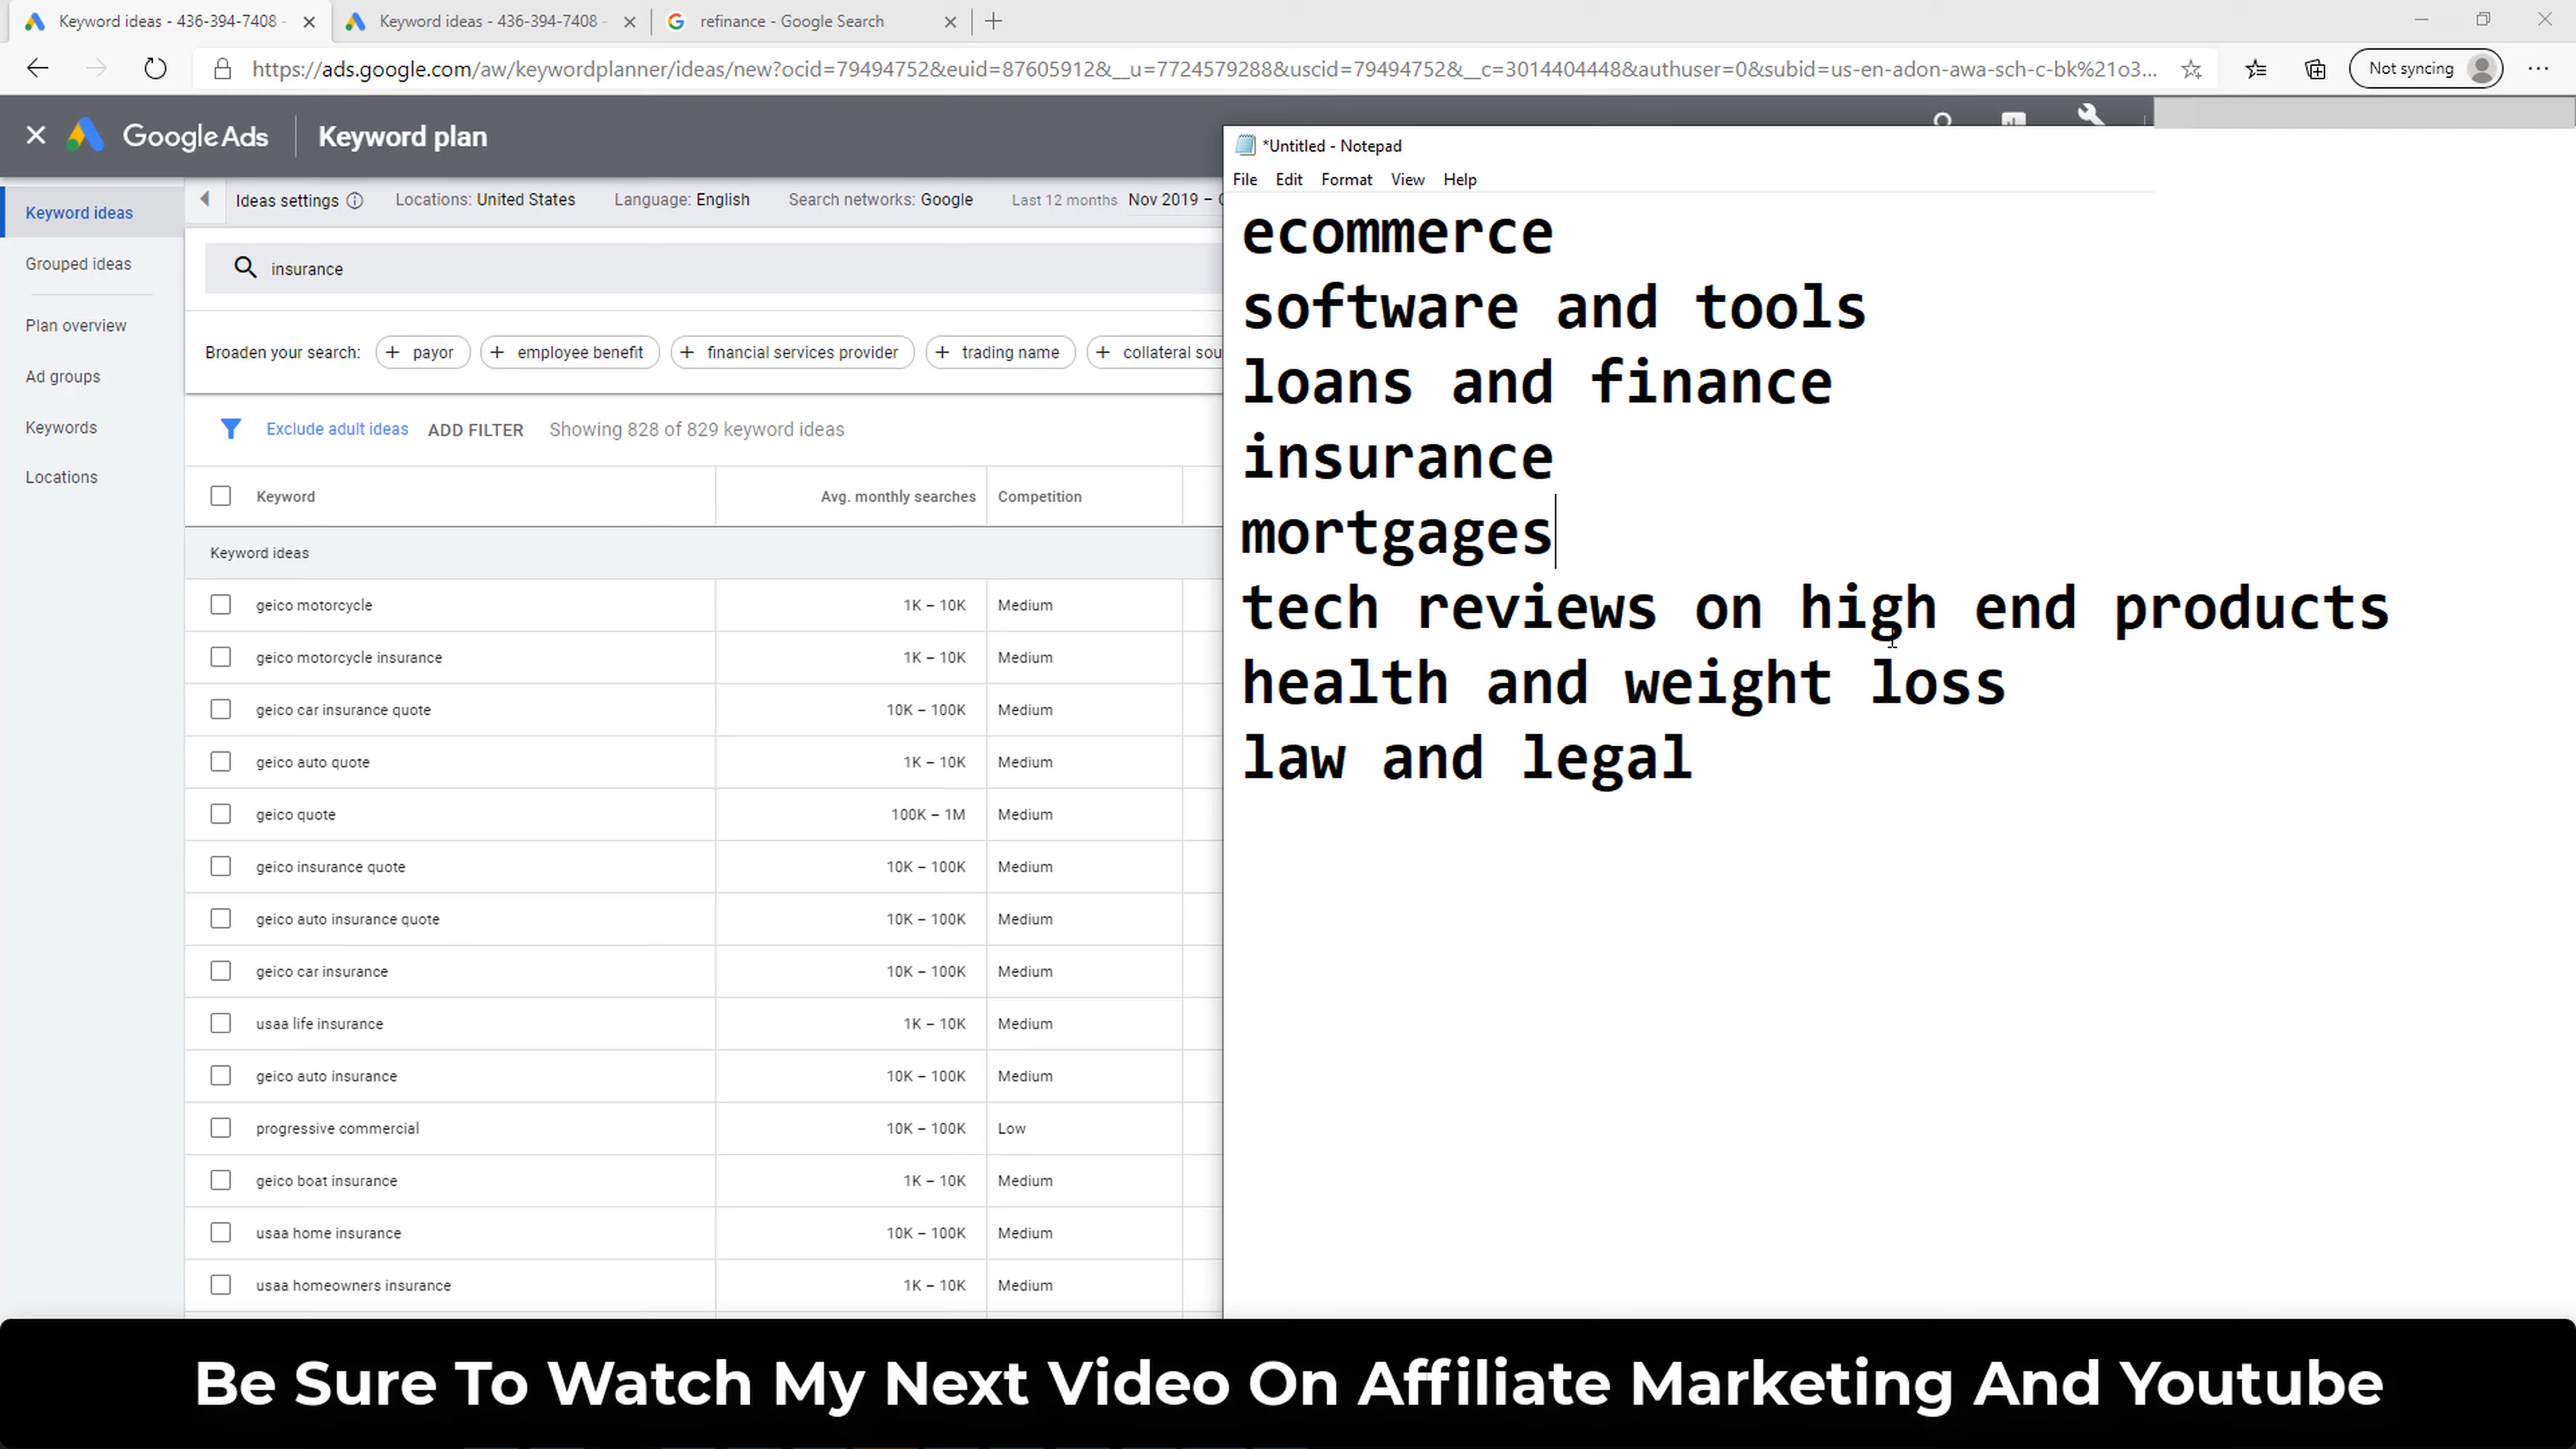 Keyword ideas - 436-394-7408 -
Keyword ideas - 436-394-7408 -
refinance - Google Search
https://ads.google.com/aw/keywordplanner/ideas/new?ocid=79494752&euid=87605912&__u=7724579288&uscid=79494752&__c=3014404448&authuser=0&subid=us-en-adon-awa-sch-c-bk%21o3...
Not syncing
Google Ads
Keyword plan
Keyword ideas
Grouped ideas
Plan overview
Ad groups
Keywords
Locations
Ideas settings
Locations: United States
Language: English
Search networks: Google
Last 12 months
Nov 2019 –
insurance
Broaden your search:
+ payor
+ employee benefit
+ financial services provider
+ trading name
+ collateral sou
Exclude adult ideas
ADD FILTER
Showing 828 of 829 keyword ideas
Keyword Avg. monthly searches Competition
Keyword ideas
geico motorcycle 1K – 10K Medium
geico motorcycle insurance 1K – 10K Medium
geico car insurance quote 10K – 100K Medium
geico auto quote 1K – 10K Medium
geico quote 100K – 1M Medium
geico insurance quote 10K – 100K Medium
geico auto insurance quote 10K – 100K Medium
geico car insurance 10K – 100K Medium
usaa life insurance 1K – 10K Medium
geico auto insurance 10K – 100K Medium
progressive commercial 10K – 100K Low
geico boat insurance 1K – 10K Medium
usaa home insurance 10K – 100K Medium
usaa homeowners insurance 1K – 10K Medium
*Untitled - Notepad
File Edit Format View Help
ecommerce
software and tools
loans and finance
insurance
mortgages
tech reviews on high end products
health and weight loss
law and legal
Be Sure To Watch My Next Video On Affiliate Marketing And Youtube